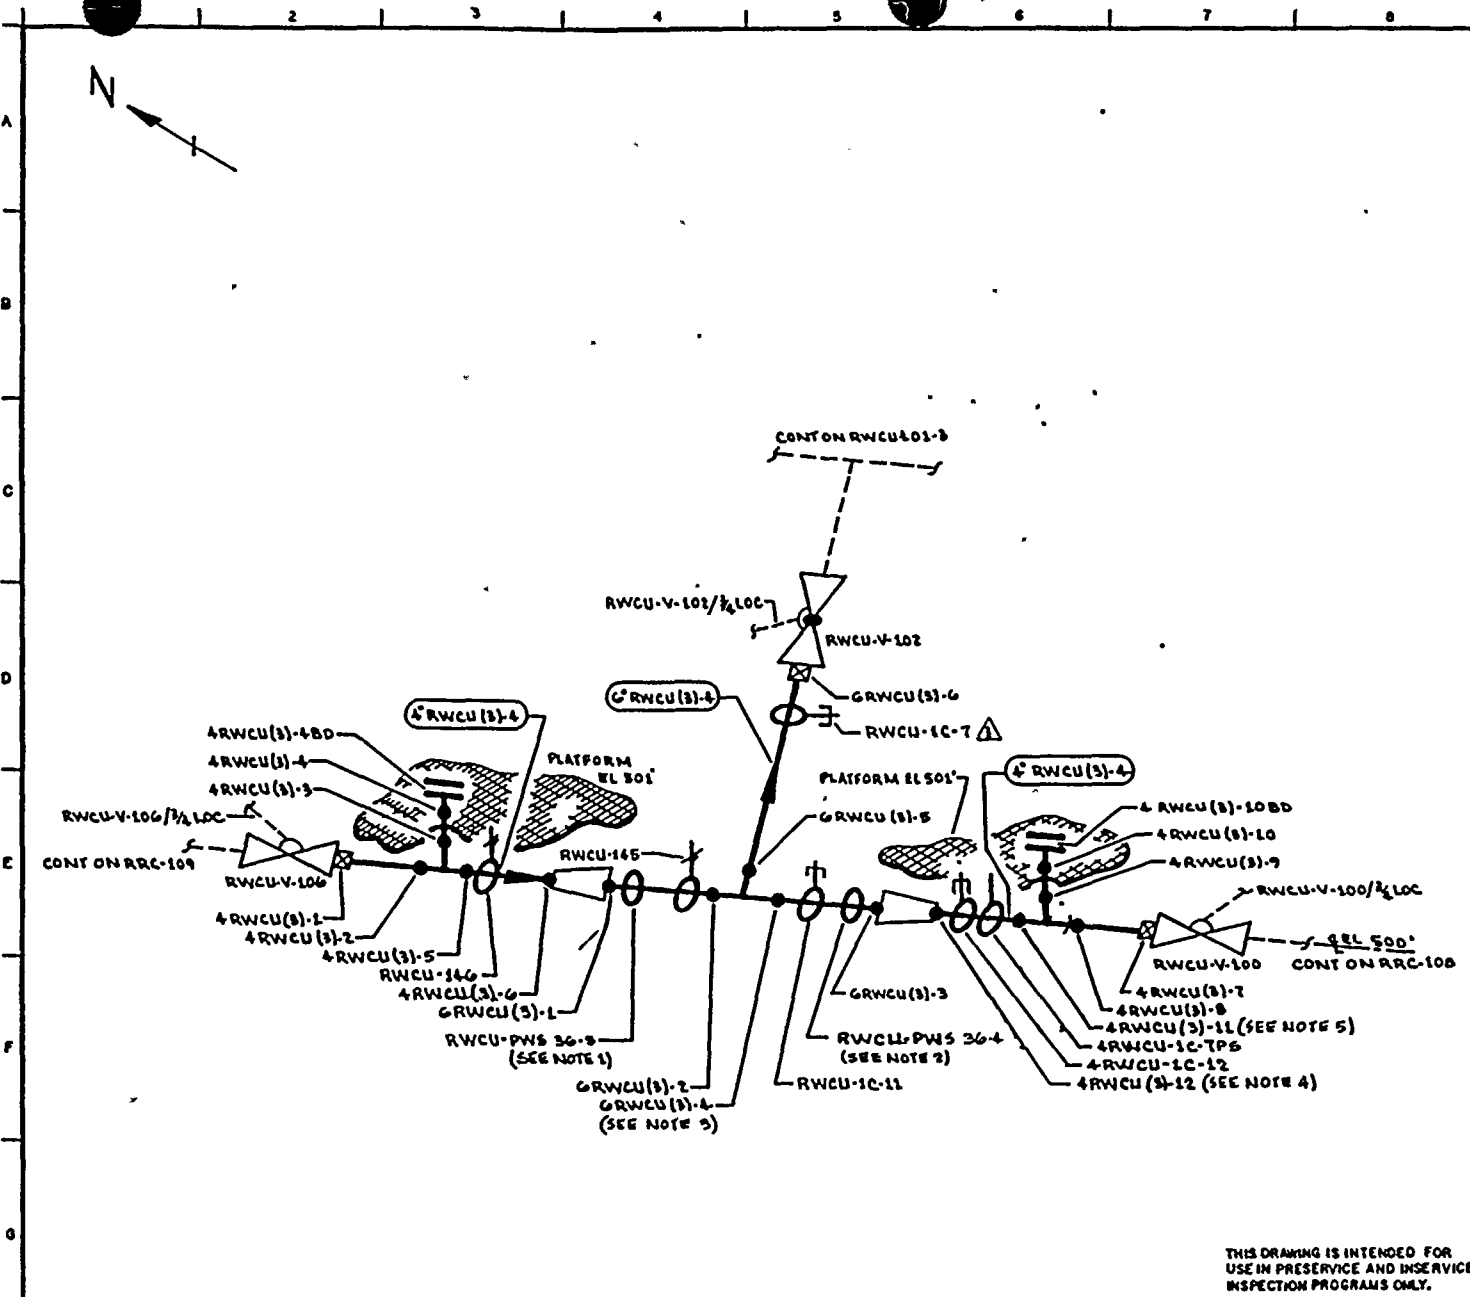 2 3 4 5 6 7 8
N
A
B
C
D
E
F
G
CONT ON RWCU101-3
RWCU-V-102/¾LOC
RWCU-V-102
6RWCU(3)-6
6" RWCU(3)-4
RWCU-1C-7 1
4" RWCU(3)-4
4RWCU(3)-4BD
4RWCU(3)-4
4RWCU(3)-3
PLATFORM
EL 501'
PLATFORM EL 501'
4" RWCU(3)-4
RWCU-V-106/¾ LOC
CONT ON RRC-109
RWCU-V-106
RWCU-145
6RWCU(3)-5
4 RWCU(3)-10BD
4RWCU(3)-10
4RWCU(3)-9
RWCU-V-100/¾ LOC
4RWCU(3)-1
4RWCU(3)-2
4RWCU(3)-5
RWCU-146
4RWCU(3)-6
6RWCU(3)-1
RWCU-PWS 36-3
(SEE NOTE 1)
6RWCU(3)-2
6RWCU(3)-4
(SEE NOTE 3)
RWCU-1C-11
RWCU-PWS 36-4
(SEE NOTE 2)
6RWCU(3)-3
RWCU-V-100
EL 500'
CONT ON RRC-108
4RWCU(3)-7
4RWCU(3)-8
4RWCU(3)-11 (SEE NOTE 5)
4RWCU-1C-7PS
4RWCU-1C-12
4RWCU(3)-12 (SEE NOTE 4)
THIS DRAWING IS INTENDED FOR
USE IN PRESERVICE AND INSERVICE
INSPECTION PROGRAMS ONLY.